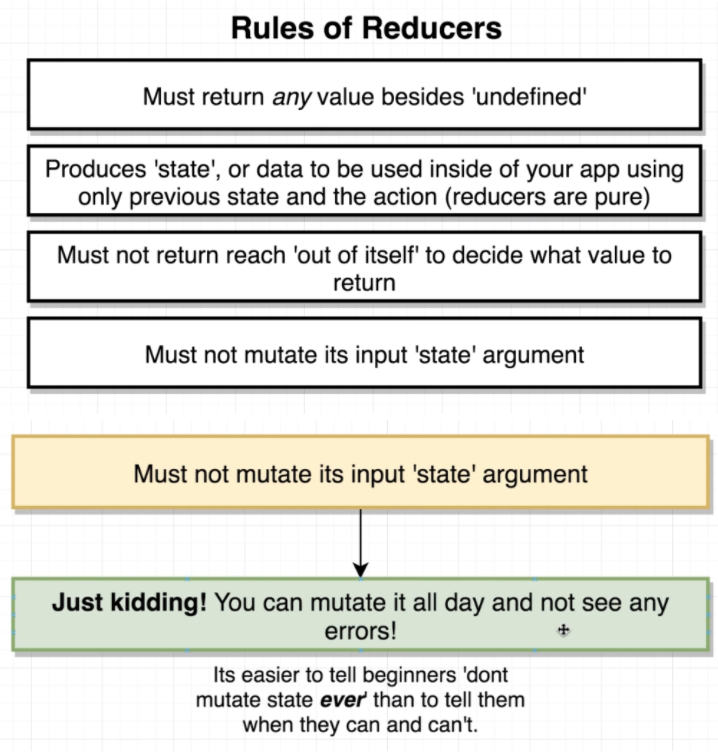 Rules of Reducers
Must return any value besides 'undefined'
Produces 'state', or data to be used inside of your app using
only previous state and the action (reducers are pure)
Must not return reach 'out of itself' to decide what value to
return
Must not mutate its input 'state' argument
Must not mutate its input 'state' argument
Just kidding! You can mutate it all day and not see any
errors!
Its easier to tell beginners 'dont
mutate state ever' than to tell them
when they can and can't.